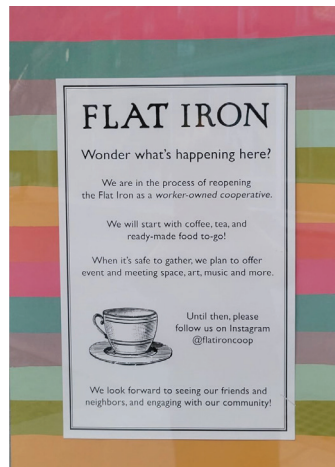 FLAT IRON
Wonder what's happening here?
We are in the process of reopening
the Flat Iron as a worker-owned cooperative.
We will start with coffee, tea, and
ready-made food to-go!
When it's safe to gather, we plan to offer
event and meeting space, art, music and more.
Until then, please
follow us on Instagram
@flatironcoop
We look forward to seeing our friends and
neighbors, and engaging with our community!